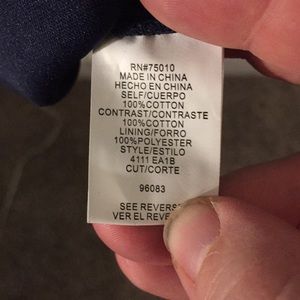 RN#75010
MADE IN CHINA
HECHO EN CHINA
SELF/CUERPO
100%COTTON
CONTRAST/CONTRASTE
100%COTTON
LINING/FORRO
100%POLYESTER
STYLE/ESTILO
4111 EA1B
CUT/CORTE
96083
SEE REVERS
VER EL REVE